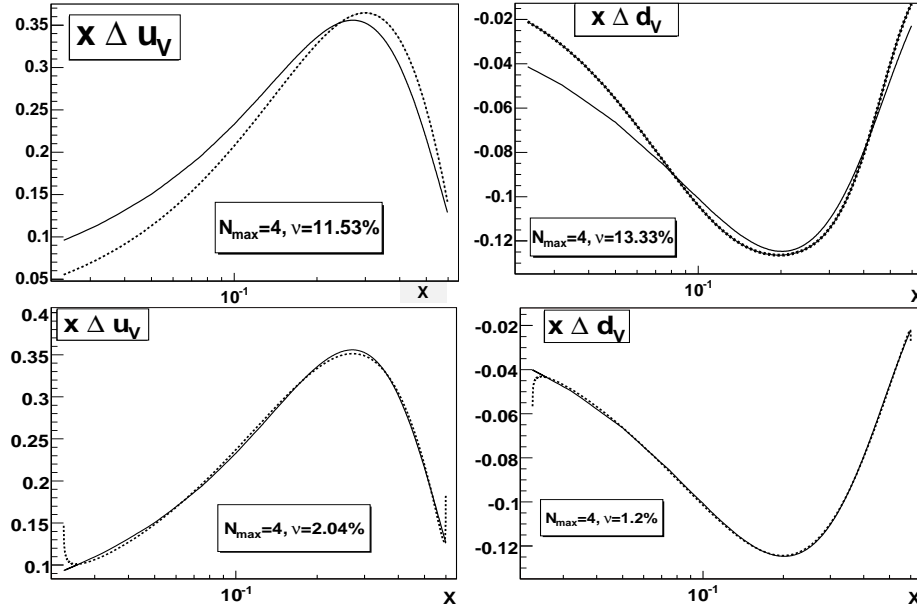 x Δ u_V
0.35
0.3
0.25
0.2
0.15
0.1
0.05
N_max=4, ν=11.53%
10^-1
X
x Δ d_V
-0.02
-0.04
-0.06
-0.08
-0.1
-0.12
N_max=4, ν=13.33%
10^-1
X
x Δ u_V
0.4
0.35
0.3
0.25
0.2
0.15
0.1
N_max=4, ν=2.04%
10^-1
X
x Δ d_V
-0.02
-0.04
-0.06
-0.08
-0.1
-0.12
N_max=4, ν=1.2%
10^-1
X